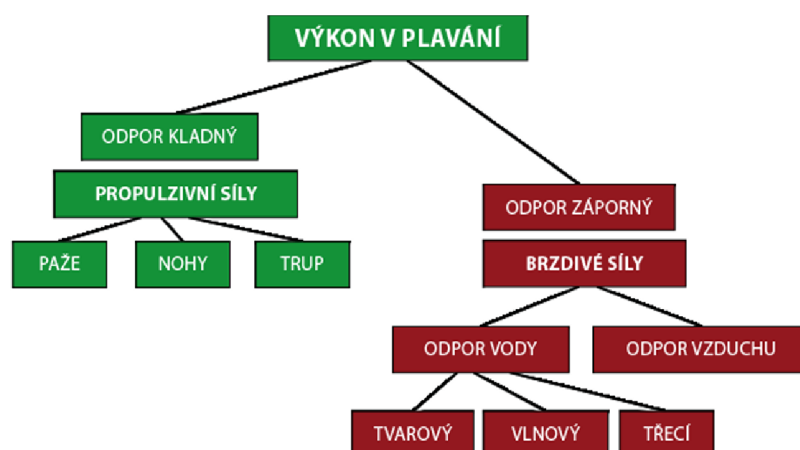 VÝKON V PLAVÁNÍ
ODPOR KLADNÝ
PROPULZIVNÍ SÍLY
PAŽE
NOHY
TRUP
ODPOR ZÁPORNÝ
BRZDIVÉ SÍLY
ODPOR VODY
ODPOR VZDUCHU
TVAROVÝ
VLNOVÝ
TŘECÍ